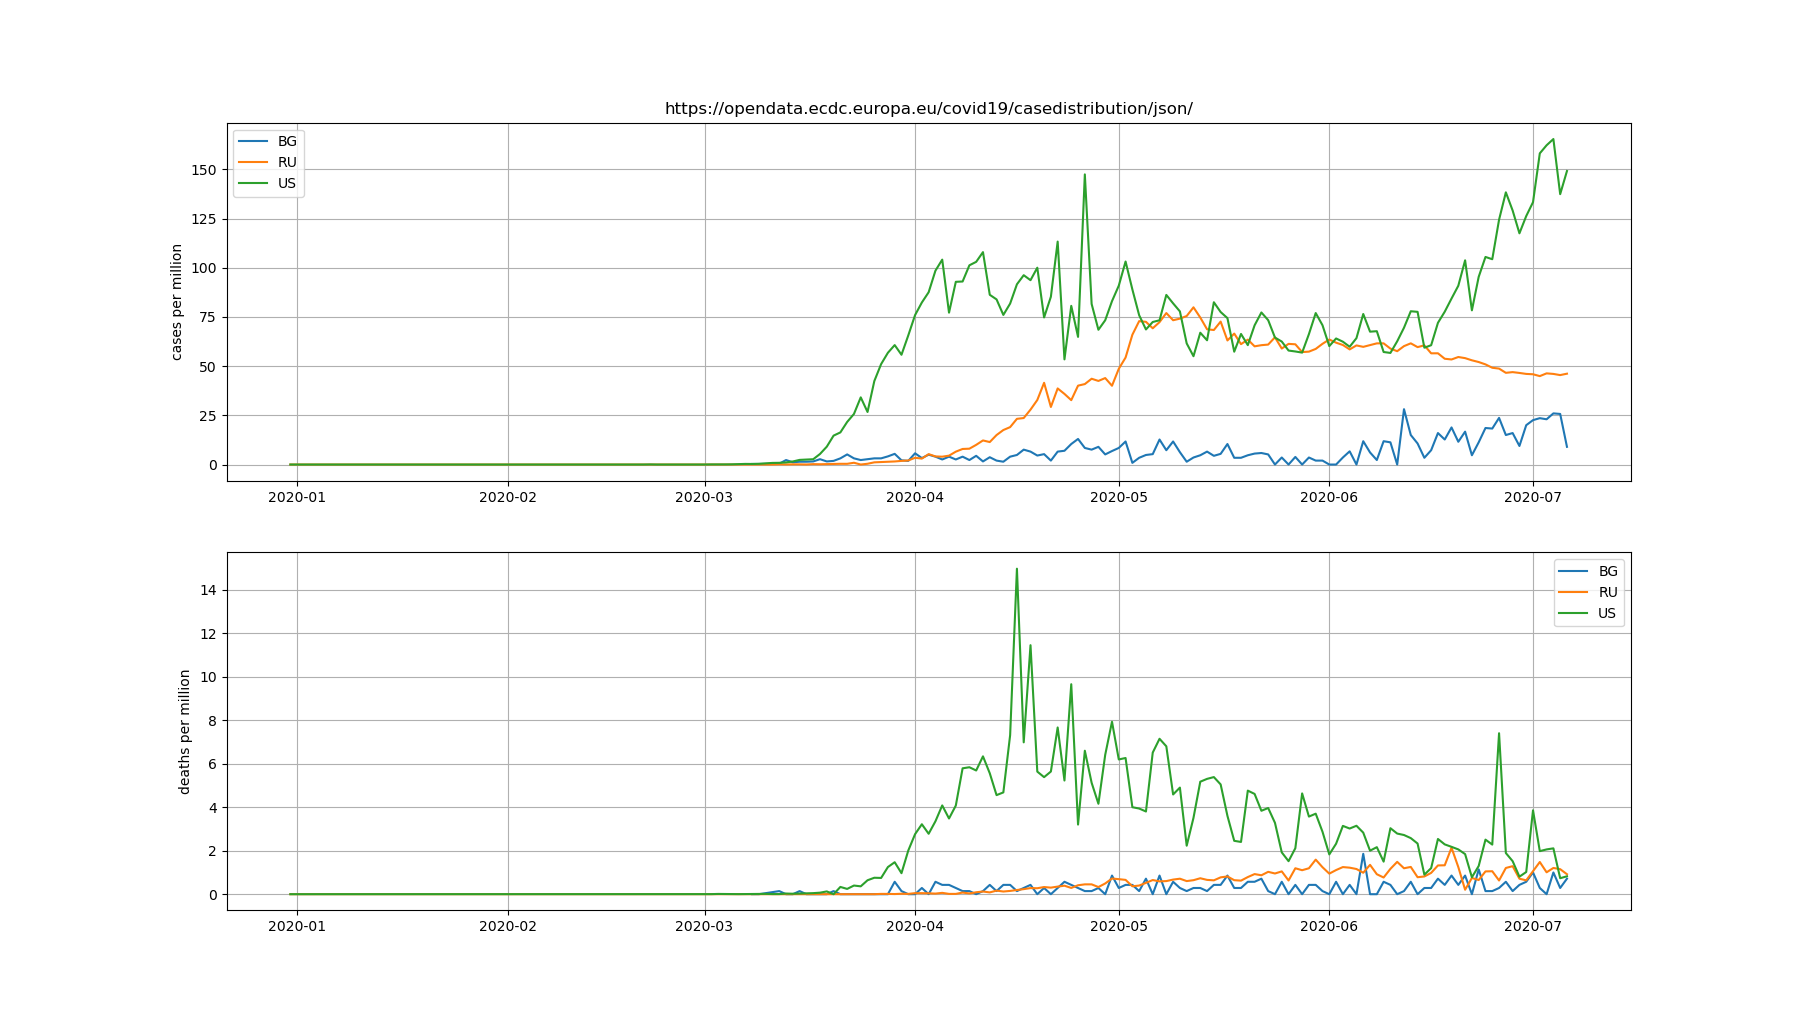 https://opendata.ecdc.europa.eu/covid19/casedistribution/json/
BG
RU
US
cases per million
150
125
100
75
50
25
0
2020-01 2020-02 2020-03 2020-04 2020-05 2020-06 2020-07
BG
RU
US
deaths per million
14
12
10
8
6
4
2
0
2020-01 2020-02 2020-03 2020-04 2020-05 2020-06 2020-07